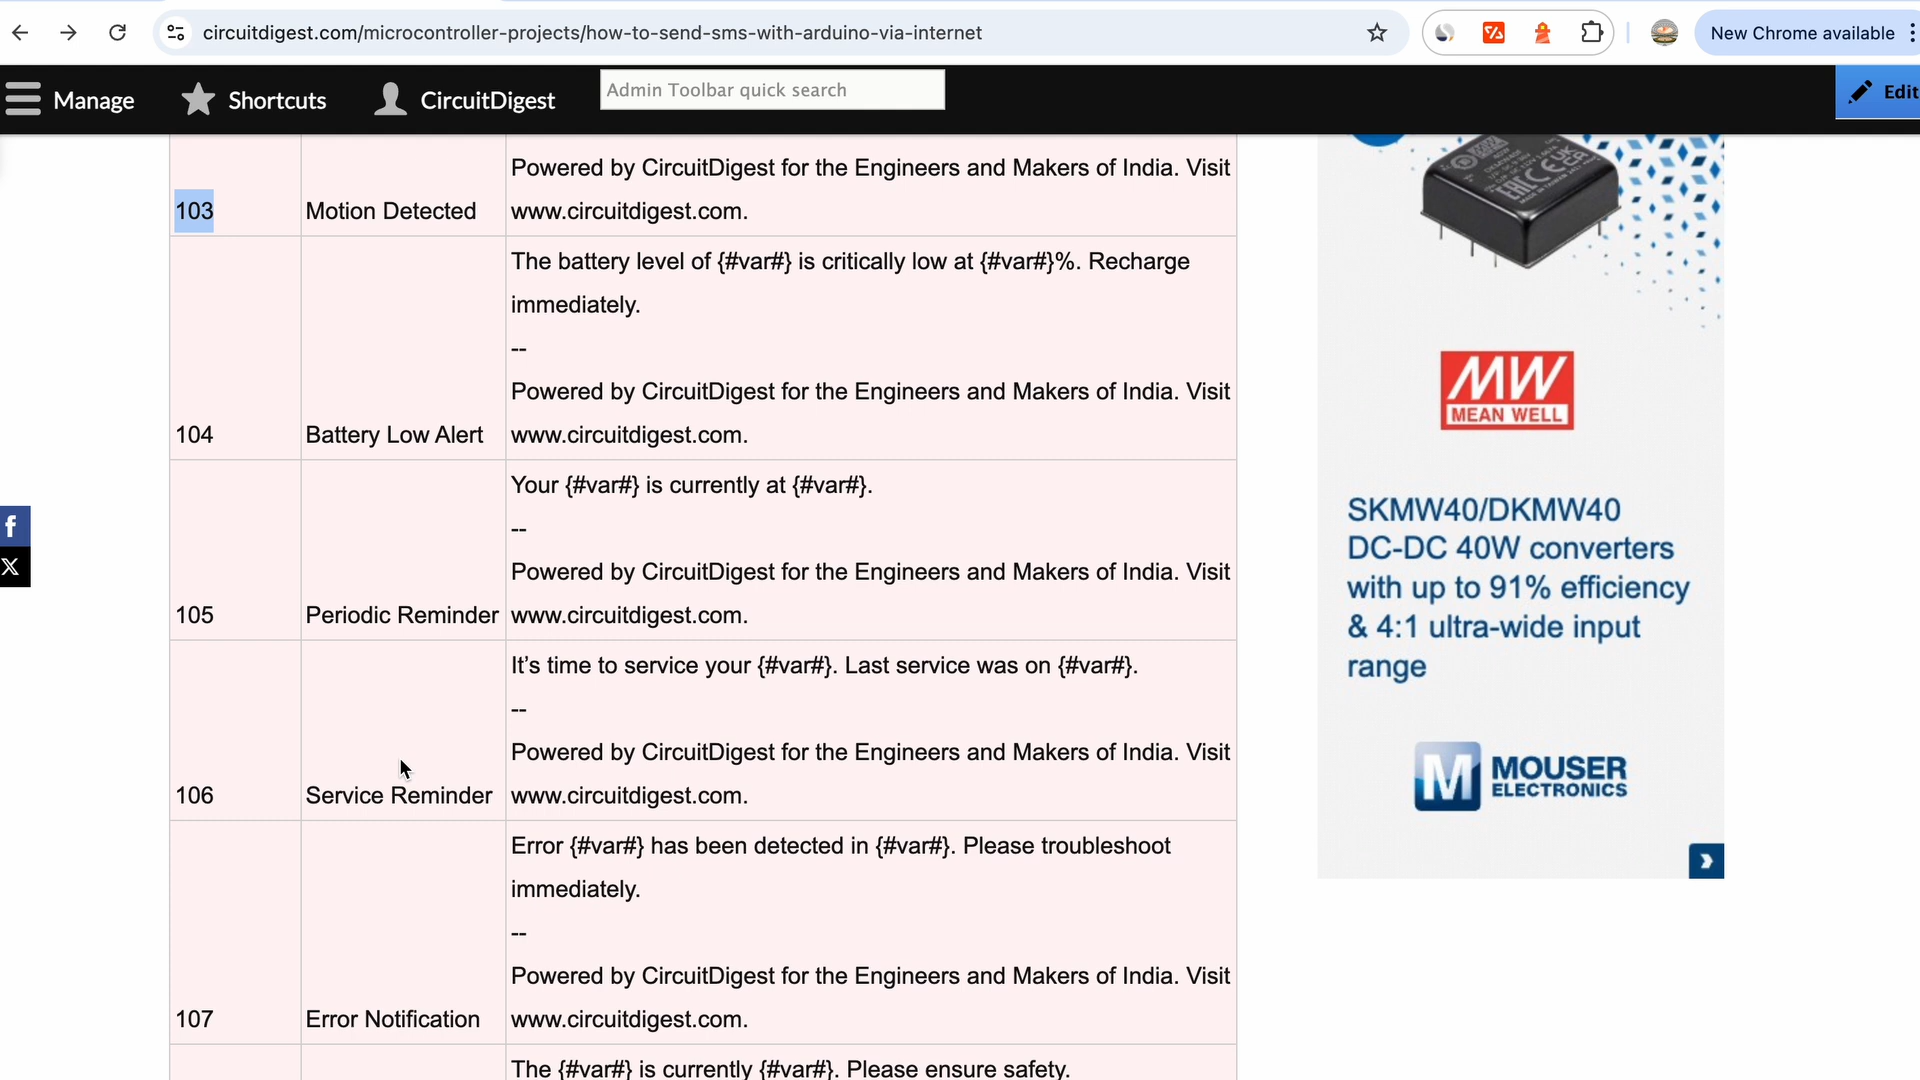 circuitdigest.com/microcontroller-projects/how-to-send-sms-with-arduino-via-internet
New Chrome available
Manage
Shortcuts
CircuitDigest
Admin Toolbar quick search
Edit
Powered by CircuitDigest for the Engineers and Makers of India. Visit
103
Motion Detected
www.circuitdigest.com.
The battery level of {#var#} is critically low at {#var#}%. Recharge
immediately.
--
Powered by CircuitDigest for the Engineers and Makers of India. Visit
104
Battery Low Alert
www.circuitdigest.com.
Your {#var#} is currently at {#var#}.
--
Powered by CircuitDigest for the Engineers and Makers of India. Visit
105
Periodic Reminder
www.circuitdigest.com.
It’s time to service your {#var#}. Last service was on {#var#}.
--
Powered by CircuitDigest for the Engineers and Makers of India. Visit
106
Service Reminder
www.circuitdigest.com.
Error {#var#} has been detected in {#var#}. Please troubleshoot
immediately.
--
Powered by CircuitDigest for the Engineers and Makers of India. Visit
107
Error Notification
www.circuitdigest.com.
The {#var#} is currently {#var#}. Please ensure safety.
MW
MEAN WELL
SKMW40/DKMW40
DC-DC 40W converters
with up to 91% efficiency
& 4:1 ultra-wide input
range
M MOUSER
ELECTRONICS
f
X